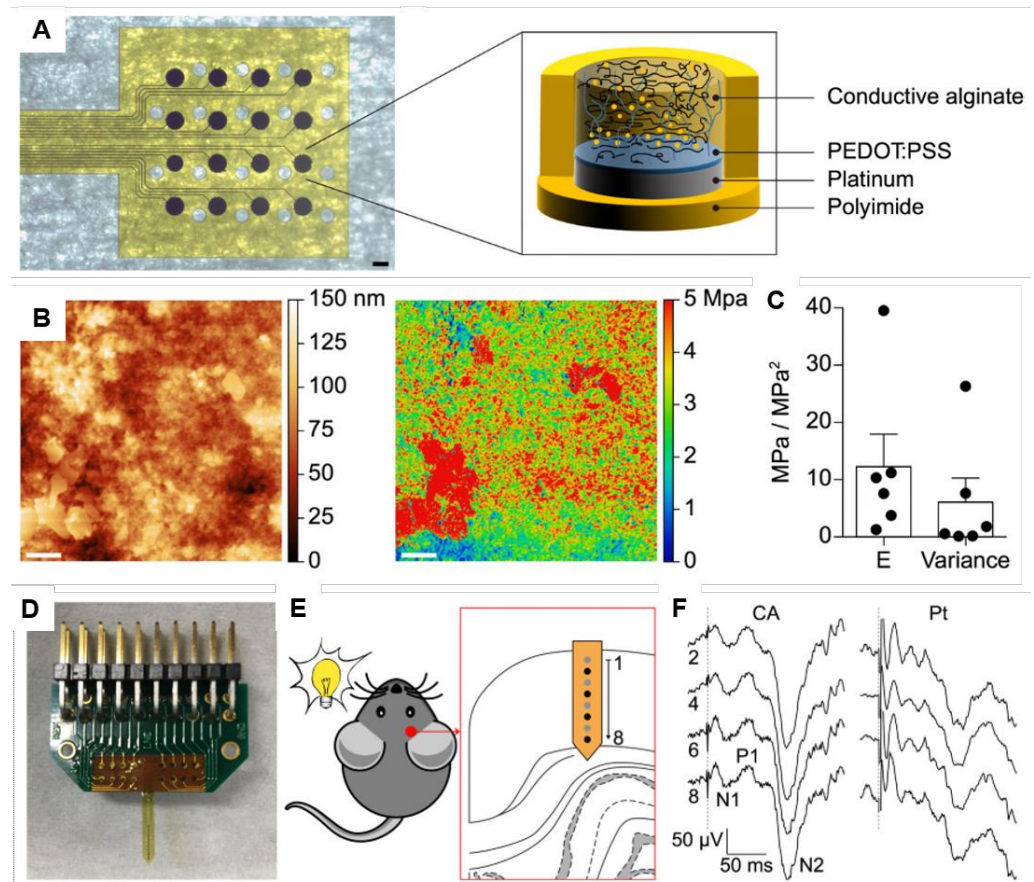 A
Conductive alginate
PEDOT:PSS
Platinum
Polyimide
B
150 nm
125
100
75
50
25
0
5 Mpa
4
3
2
1
0
C
MPa / MPa²
40
30
20
10
0
E
Variance
D
E
1
8
F
CA
Pt
2
4
6
8
P1
N1
N2
50 µV
50 ms